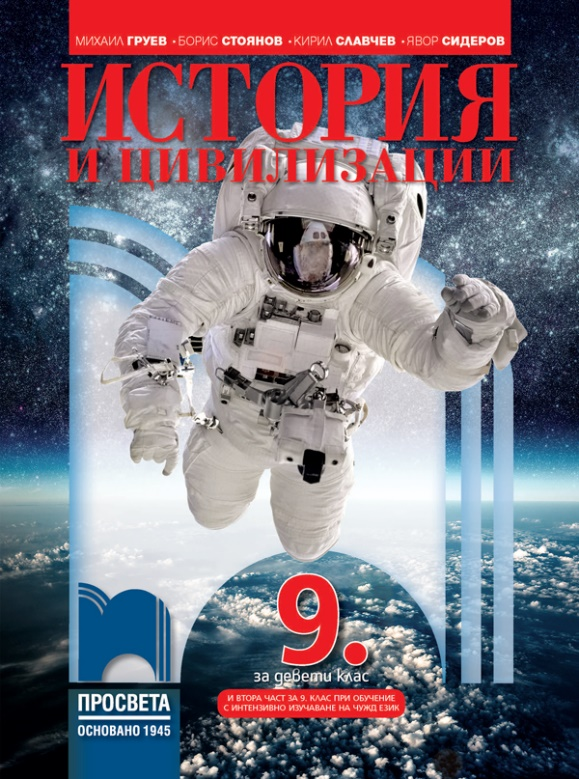 МИХАИЛ ГРУЕВ • БОРИС СТОЯНОВ • КИРИЛ СЛАВЧЕВ • ЯВОР СИДЕРОВ
ИСТОРИЯ
И ЦИВИЛИЗАЦИИ
9.
за девети клас
И ВТОРА ЧАСТ ЗА 9. КЛАС ПРИ ОБУЧЕНИЕ
С ИНТЕНЗИВНО ИЗУЧАВАНЕ НА ЧУЖД ЕЗИК
ПРОСВЕТА
ОСНОВАНО 1945